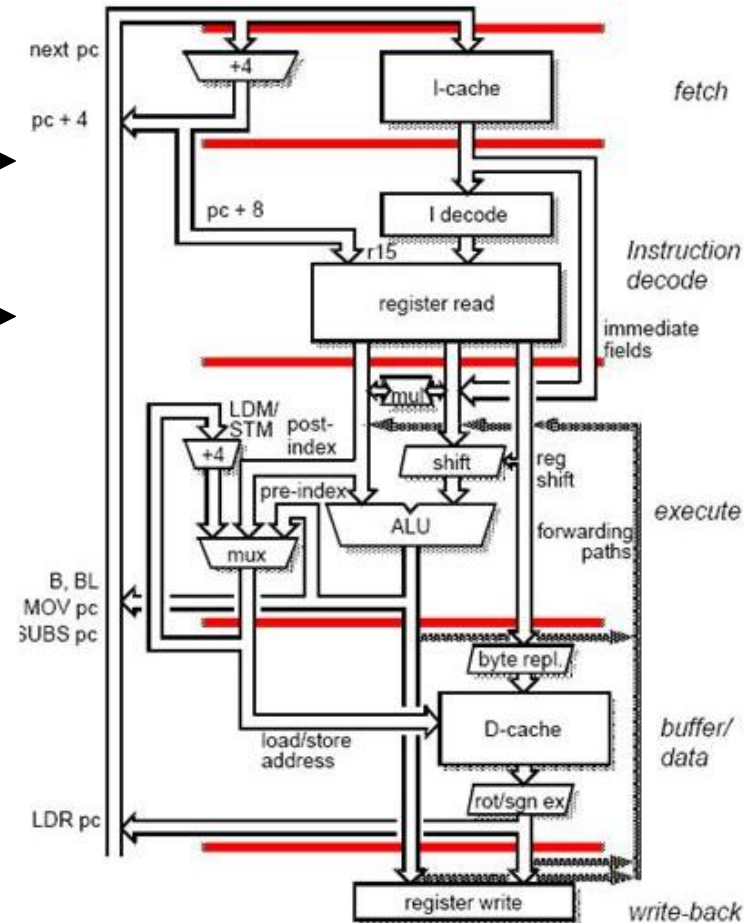 next pc
+4
I-cache
fetch
pc + 4
pc + 8
I decode
r15
Instruction
decode
register read
immediate
fields
mul
LDM/
STM
post-
index
+4
shift
reg
shift
pre-index
ALU
execute
mux
forwarding
paths
B, BL
MOV pc
SUBS pc
byte repl.
D-cache
buffer/
data
load/store
address
rot/sgn ex
LDR pc
register write
write-back